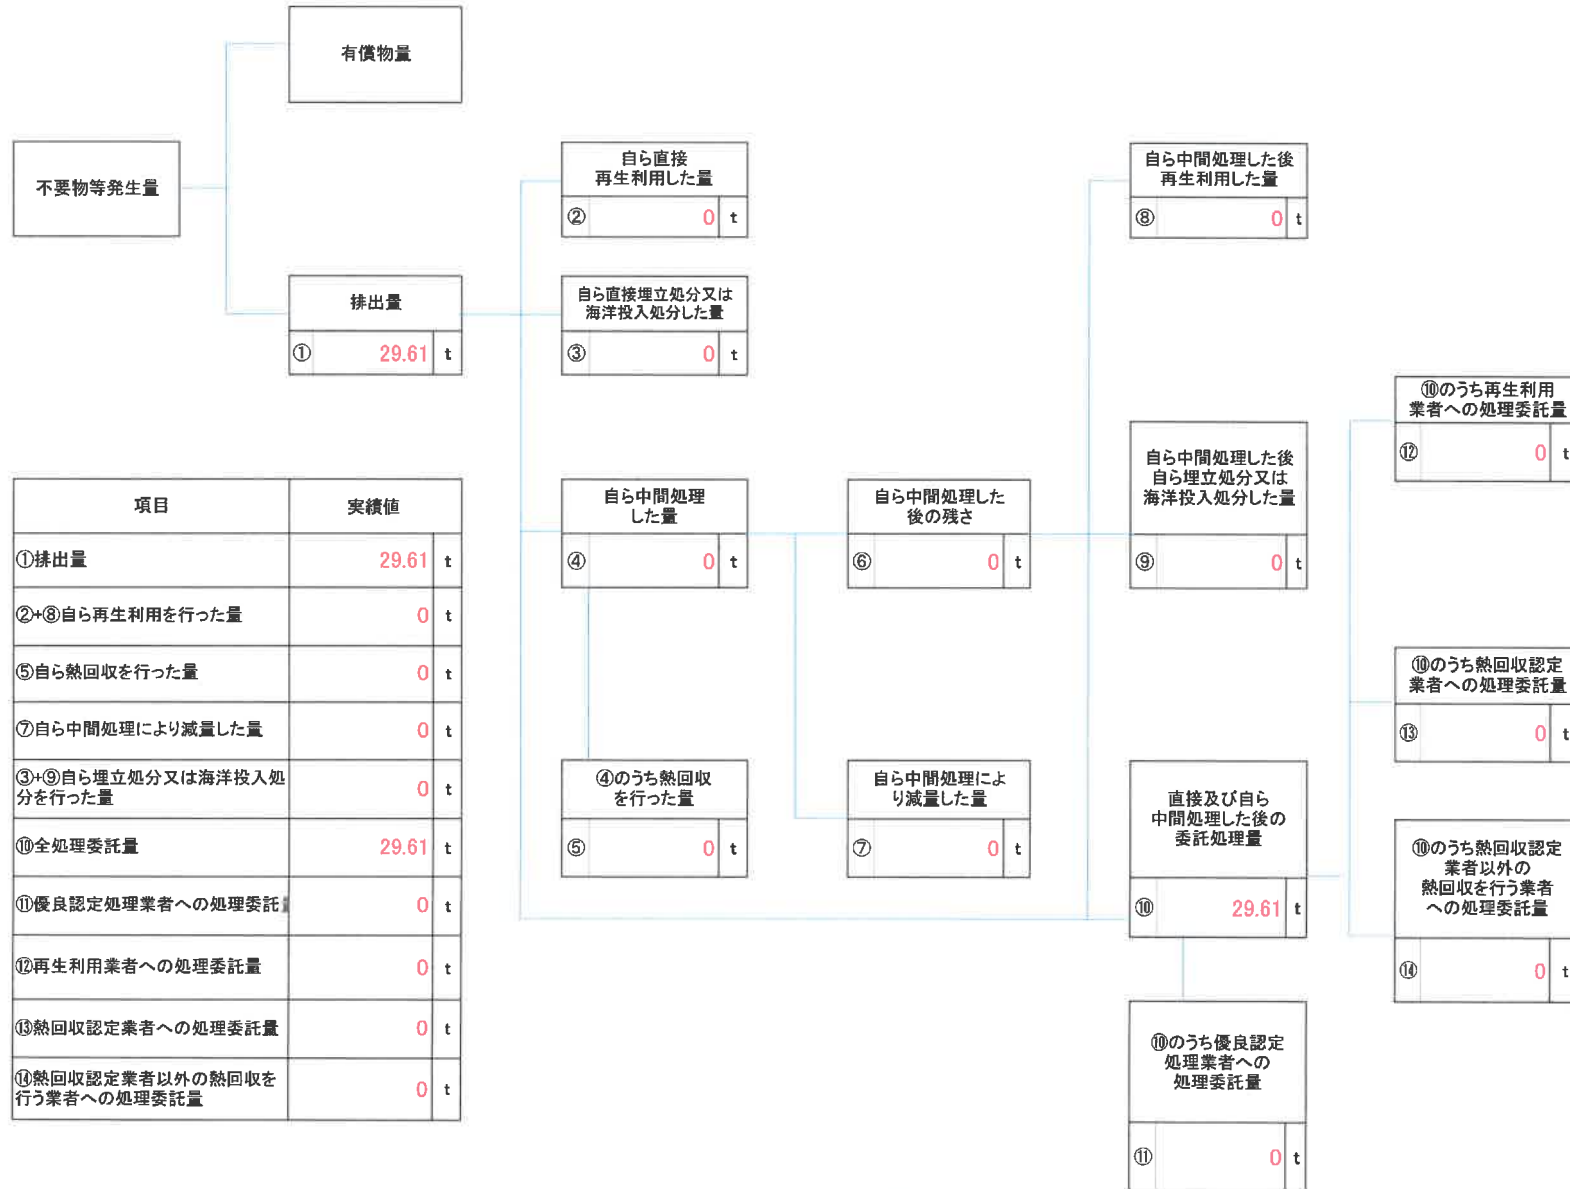 有償物量
不要物等発生量
排出量
① 29.61 t
自ら直接
再生利用した量
② 0 t
自ら直接埋立処分又は
海洋投入処分した量
③ 0 t
自ら中間処理した後
再生利用した量
⑧ 0 t
⑩のうち再生利用
業者への処理委託量
⑫ 0 t
自ら中間処理した後
自ら埋立処分又は
海洋投入処分した量
⑨ 0 t
自ら中間処理
した量
④ 0 t
自ら中間処理した
後の残さ
⑥ 0 t
⑩のうち熱回収認定
業者への処理委託量
⑬ 0 t
④のうち熱回収
を行った量
⑤ 0 t
自ら中間処理によ
り減量した量
⑦ 0 t
直接及び自ら
中間処理した後の
委託処理量
⑩ 29.61 t
⑩のうち熱回収認定
業者以外の
熱回収を行う業者
への処理委託量
⑭ 0 t
⑩のうち優良認定
処理業者への
処理委託量
⑪ 0 t
項目 実績値
①排出量 29.61 t
②+⑧自ら再生利用を行った量 0 t
⑤自ら熱回収を行った量 0 t
⑦自ら中間処理により減量した量 0 t
③+⑨自ら埋立処分又は海洋投入処
分を行った量 0 t
⑩全処理委託量 29.61 t
⑪優良認定処理業者への処理委託 0 t
⑫再生利用業者への処理委託量 0 t
⑬熱回収認定業者への処理委託量 0 t
⑭熱回収認定業者以外の熱回収を
行う業者への処理委託量 0 t